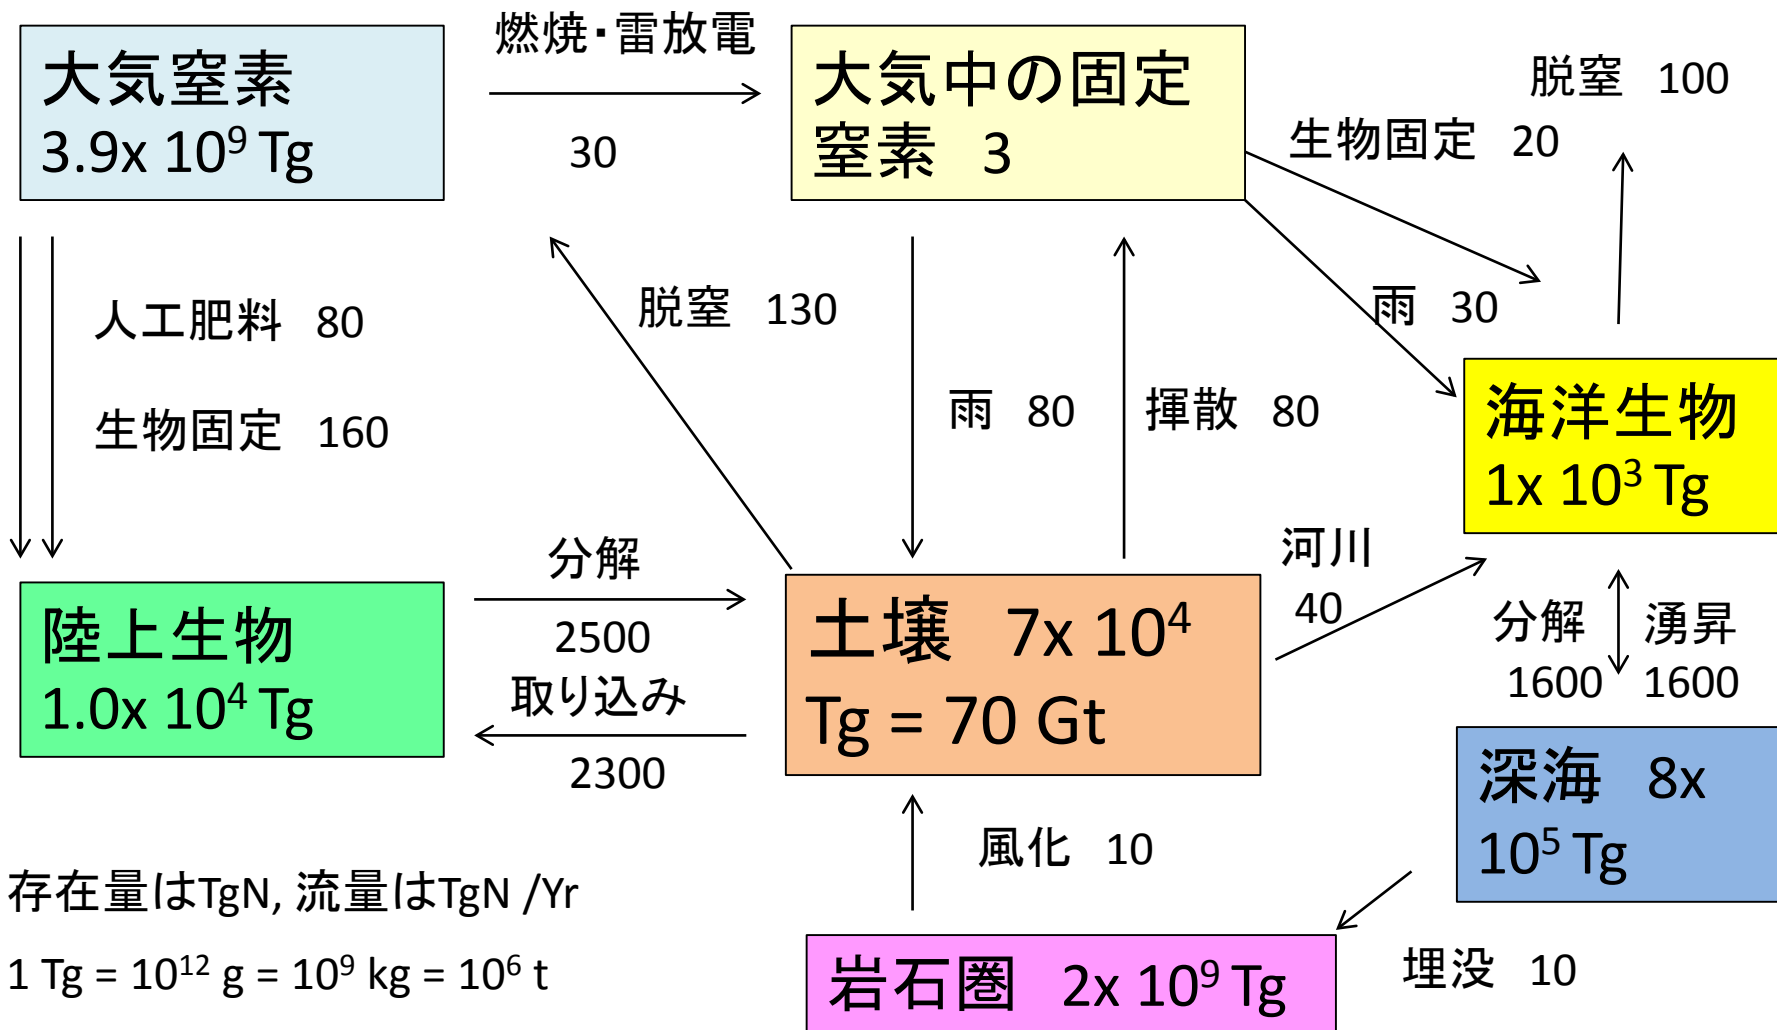 大気窒素
3.9x 10⁹ Tg
燃焼・雷放電
30
大気中の固定
窒素 3
脱窒 100
生物固定 20
人工肥料 80
生物固定 160
脱窒 130
雨 80
揮散 80
雨 30
海洋生物
1x 10³ Tg
陸上生物
1.0x 10⁴ Tg
分解
2500
取り込み
2300
土壌 7x 10⁴
Tg = 70 Gt
河川
40
分解
1600
湧昇
1600
深海 8x
10⁵ Tg
風化 10
岩石圏 2x 10⁹ Tg
埋没 10
存在量はTgN, 流量はTgN /Yr
1 Tg = 10¹² g = 10⁹ kg = 10⁶ t